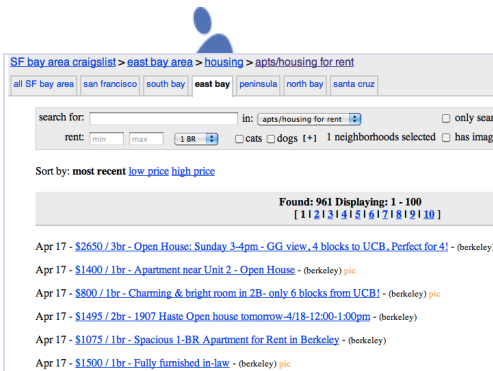 SF bay area craigslist > east bay area > housing > apts/housing for rent
all SF bay area san francisco south bay east bay peninsula north bay santa cruz
search for: in: apts/housing for rent only sear
rent: min max 1 BR cats dogs [+] 1 neighborhoods selected has imag
Sort by: most recent low price high price
Found: 961 Displaying: 1 - 100
[ 1 | 2 | 3 | 4 | 5 | 6 | 7 | 8 | 9 | 10 ]
Apr 17 - $2650 / 3br - Open House: Sunday 3-4pm - GG view, 4 blocks to UCB, Perfect for 4! - (berkeley)
Apr 17 - $1400 / 1br - Apartment near Unit 2 - Open House - (berkeley) pic
Apr 17 - $800 / 1br - Charming & bright room in 2B- only 6 blocks from UCB! - (berkeley) pic
Apr 17 - $1495 / 2br - 1907 Haste Open house tomorrow-4/18-12:00-1:00pm - (berkeley)
Apr 17 - $1075 / 1br - Spacious 1-BR Apartment for Rent in Berkeley - (berkeley)
Apr 17 - $1500 / 1br - Fully furnished in-law - (berkeley) pic